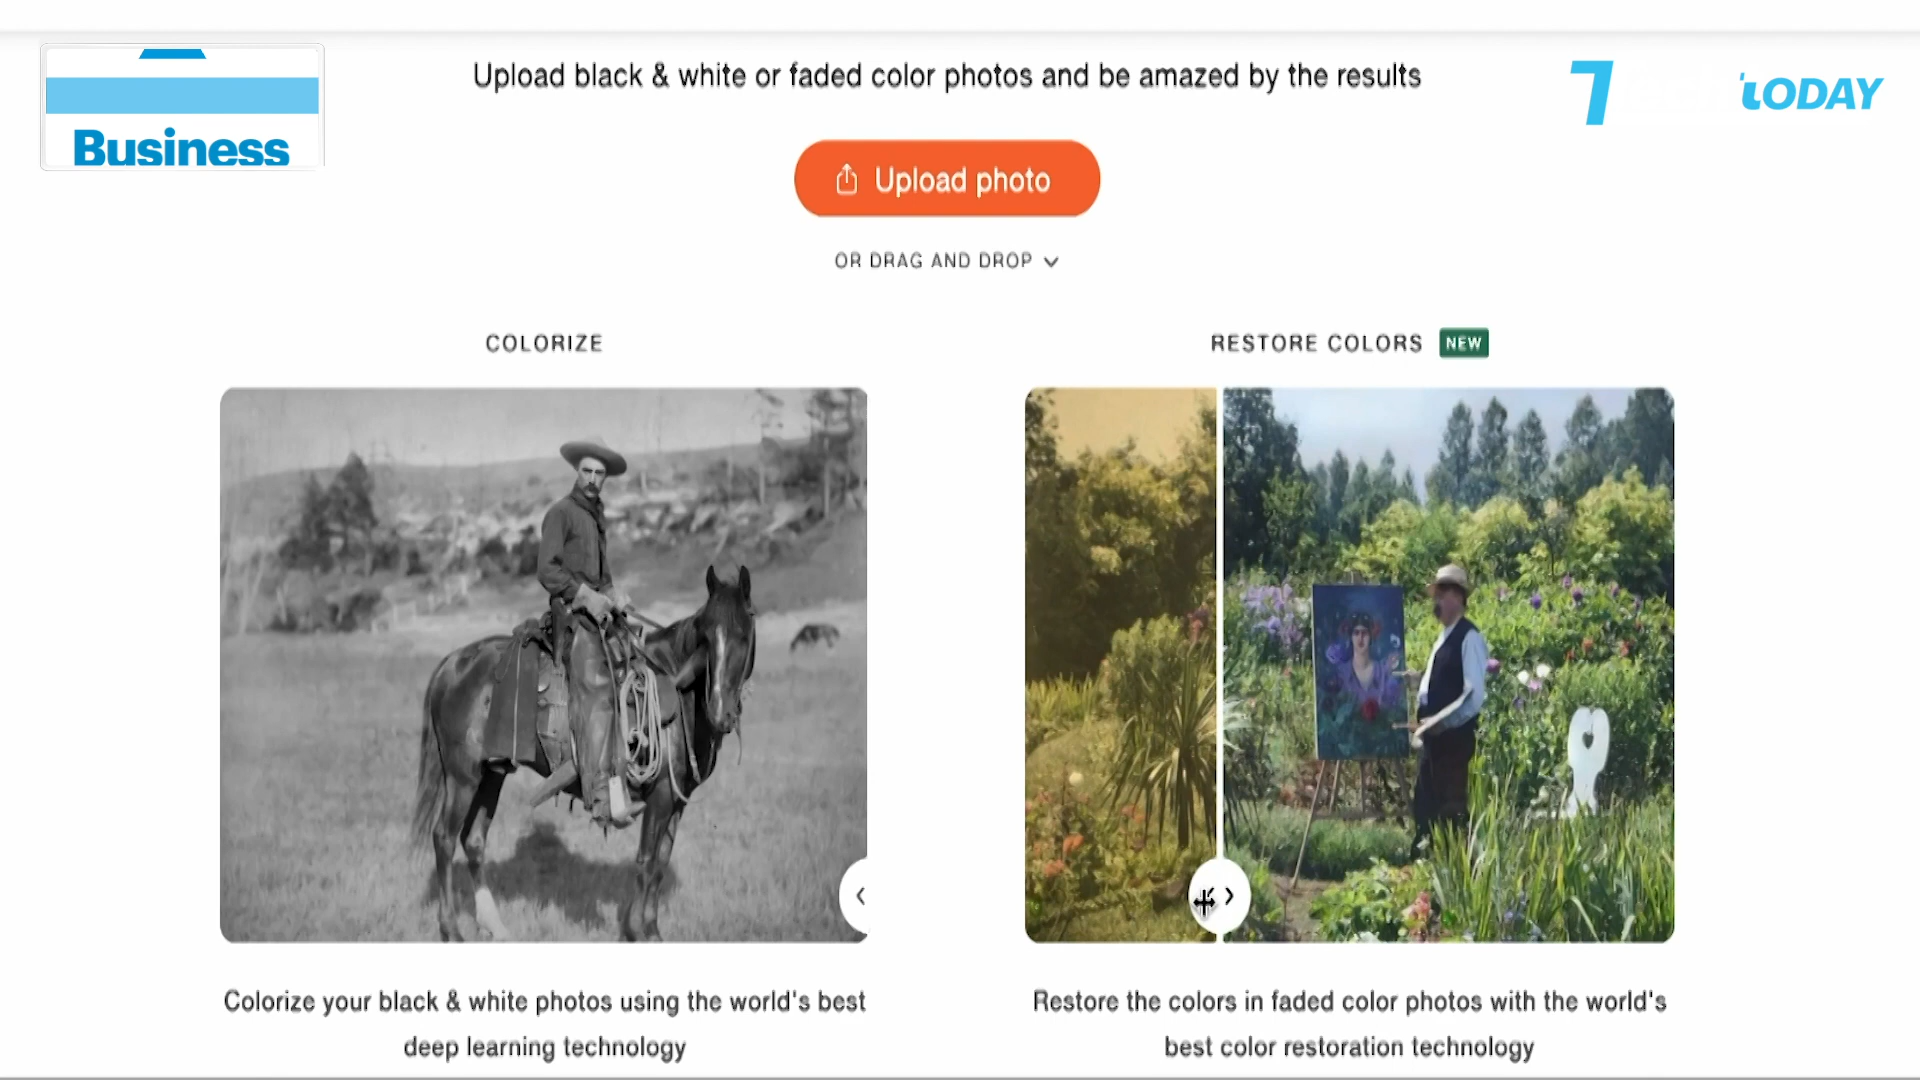 Upload black & white or faded color photos and be amazed by the results
Business
7 TODAY
Upload photo
OR DRAG AND DROP
COLORIZE
RESTORE COLORS NEW
Colorize your black & white photos using the world's best
deep learning technology
Restore the colors in faded color photos with the world's
best color restoration technology